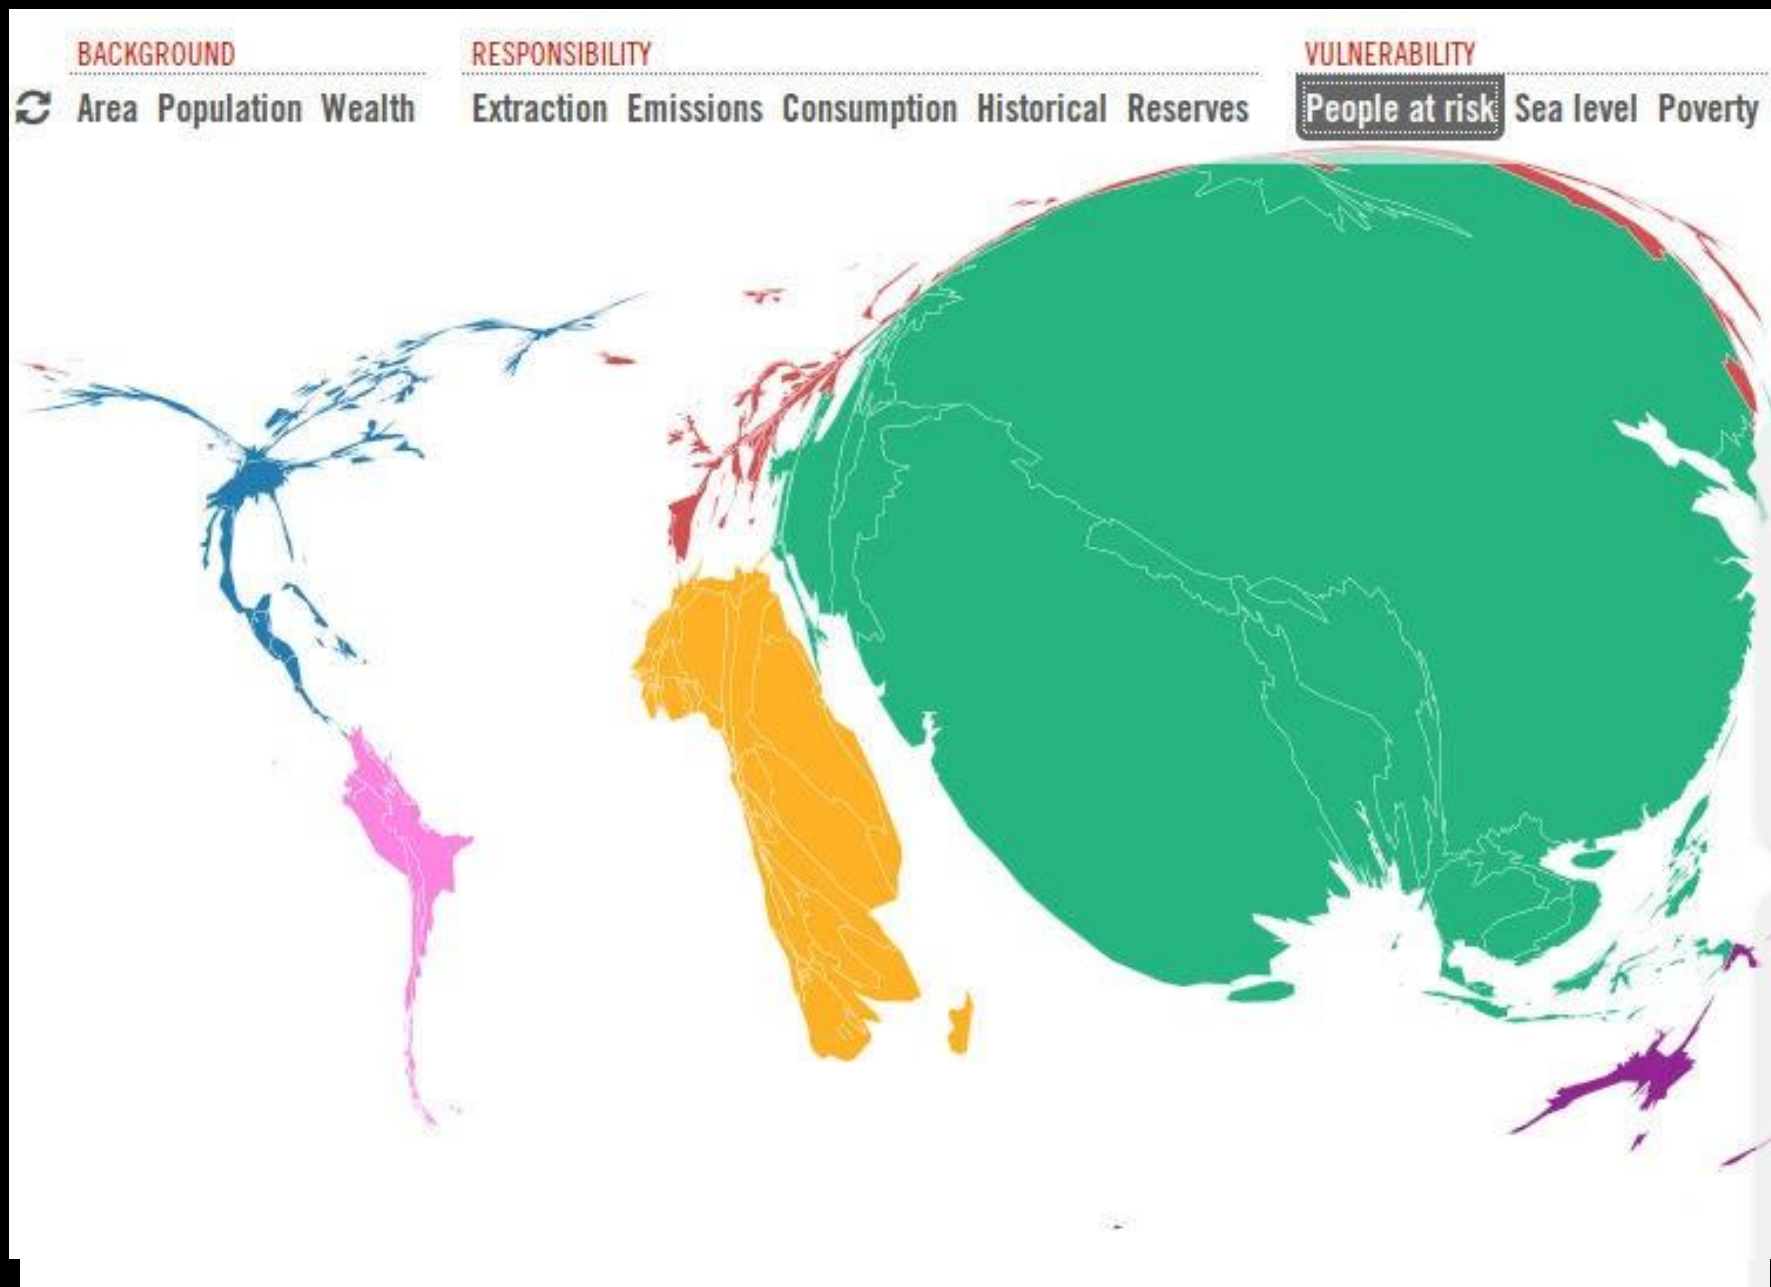 BACKGROUND RESPONSIBILITY VULNERABILITY
Area Population Wealth Extraction Emissions Consumption Historical Reserves People at risk Sea level Poverty